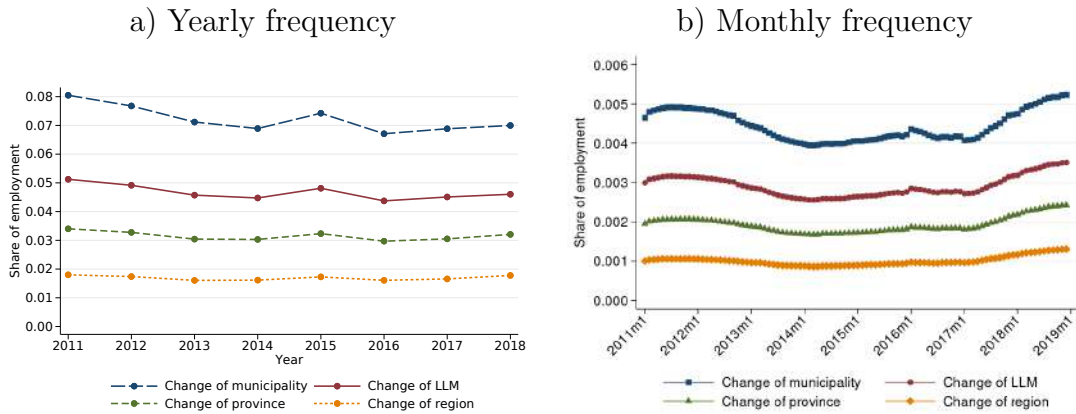 a) Yearly frequency
Share of employment
0.08
0.07
0.06
0.05
0.04
0.03
0.02
0.01
0.00
2011 2012 2013 2014 2015 2016 2017 2018
Year
Change of municipality Change of LLM
Change of province Change of region
b) Monthly frequency
Share of employment
0.006
0.005
0.004
0.003
0.002
0.001
0.000
2011m1 2012m1 2013m1 2014m1 2015m1 2016m1 2017m1 2018m1 2019m1
Change of municipality Change of LLM
Change of province Change of region